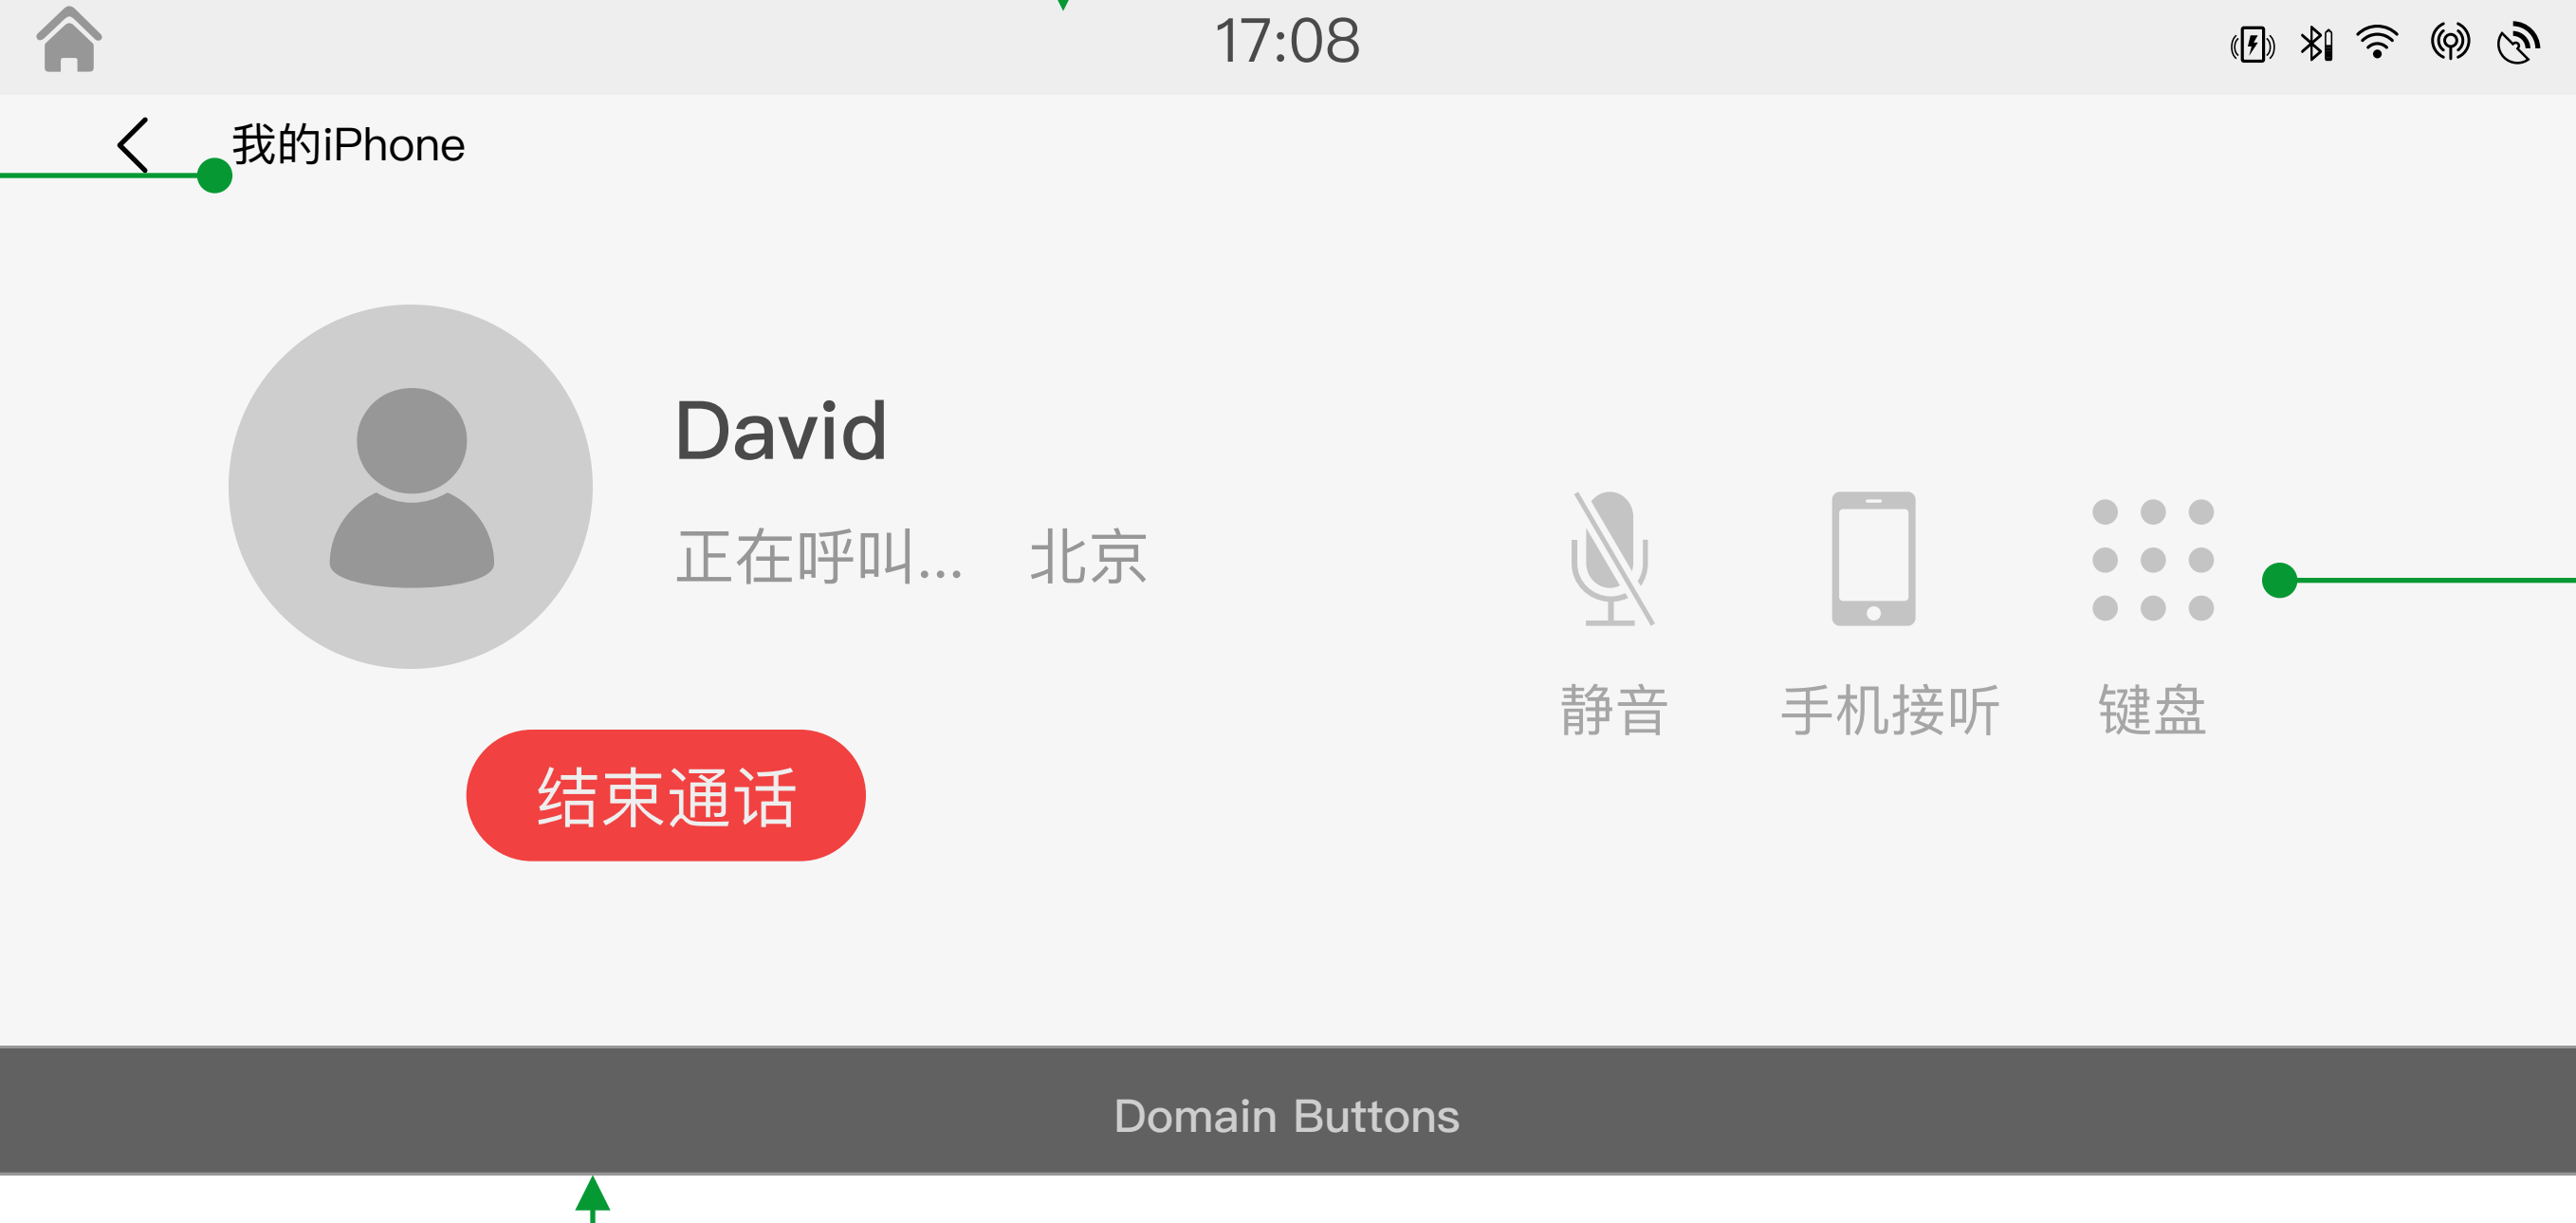 17:08
我的iPhone
David
正在呼叫... 北京
静音 手机接听 键盘
结束通话
Domain Buttons